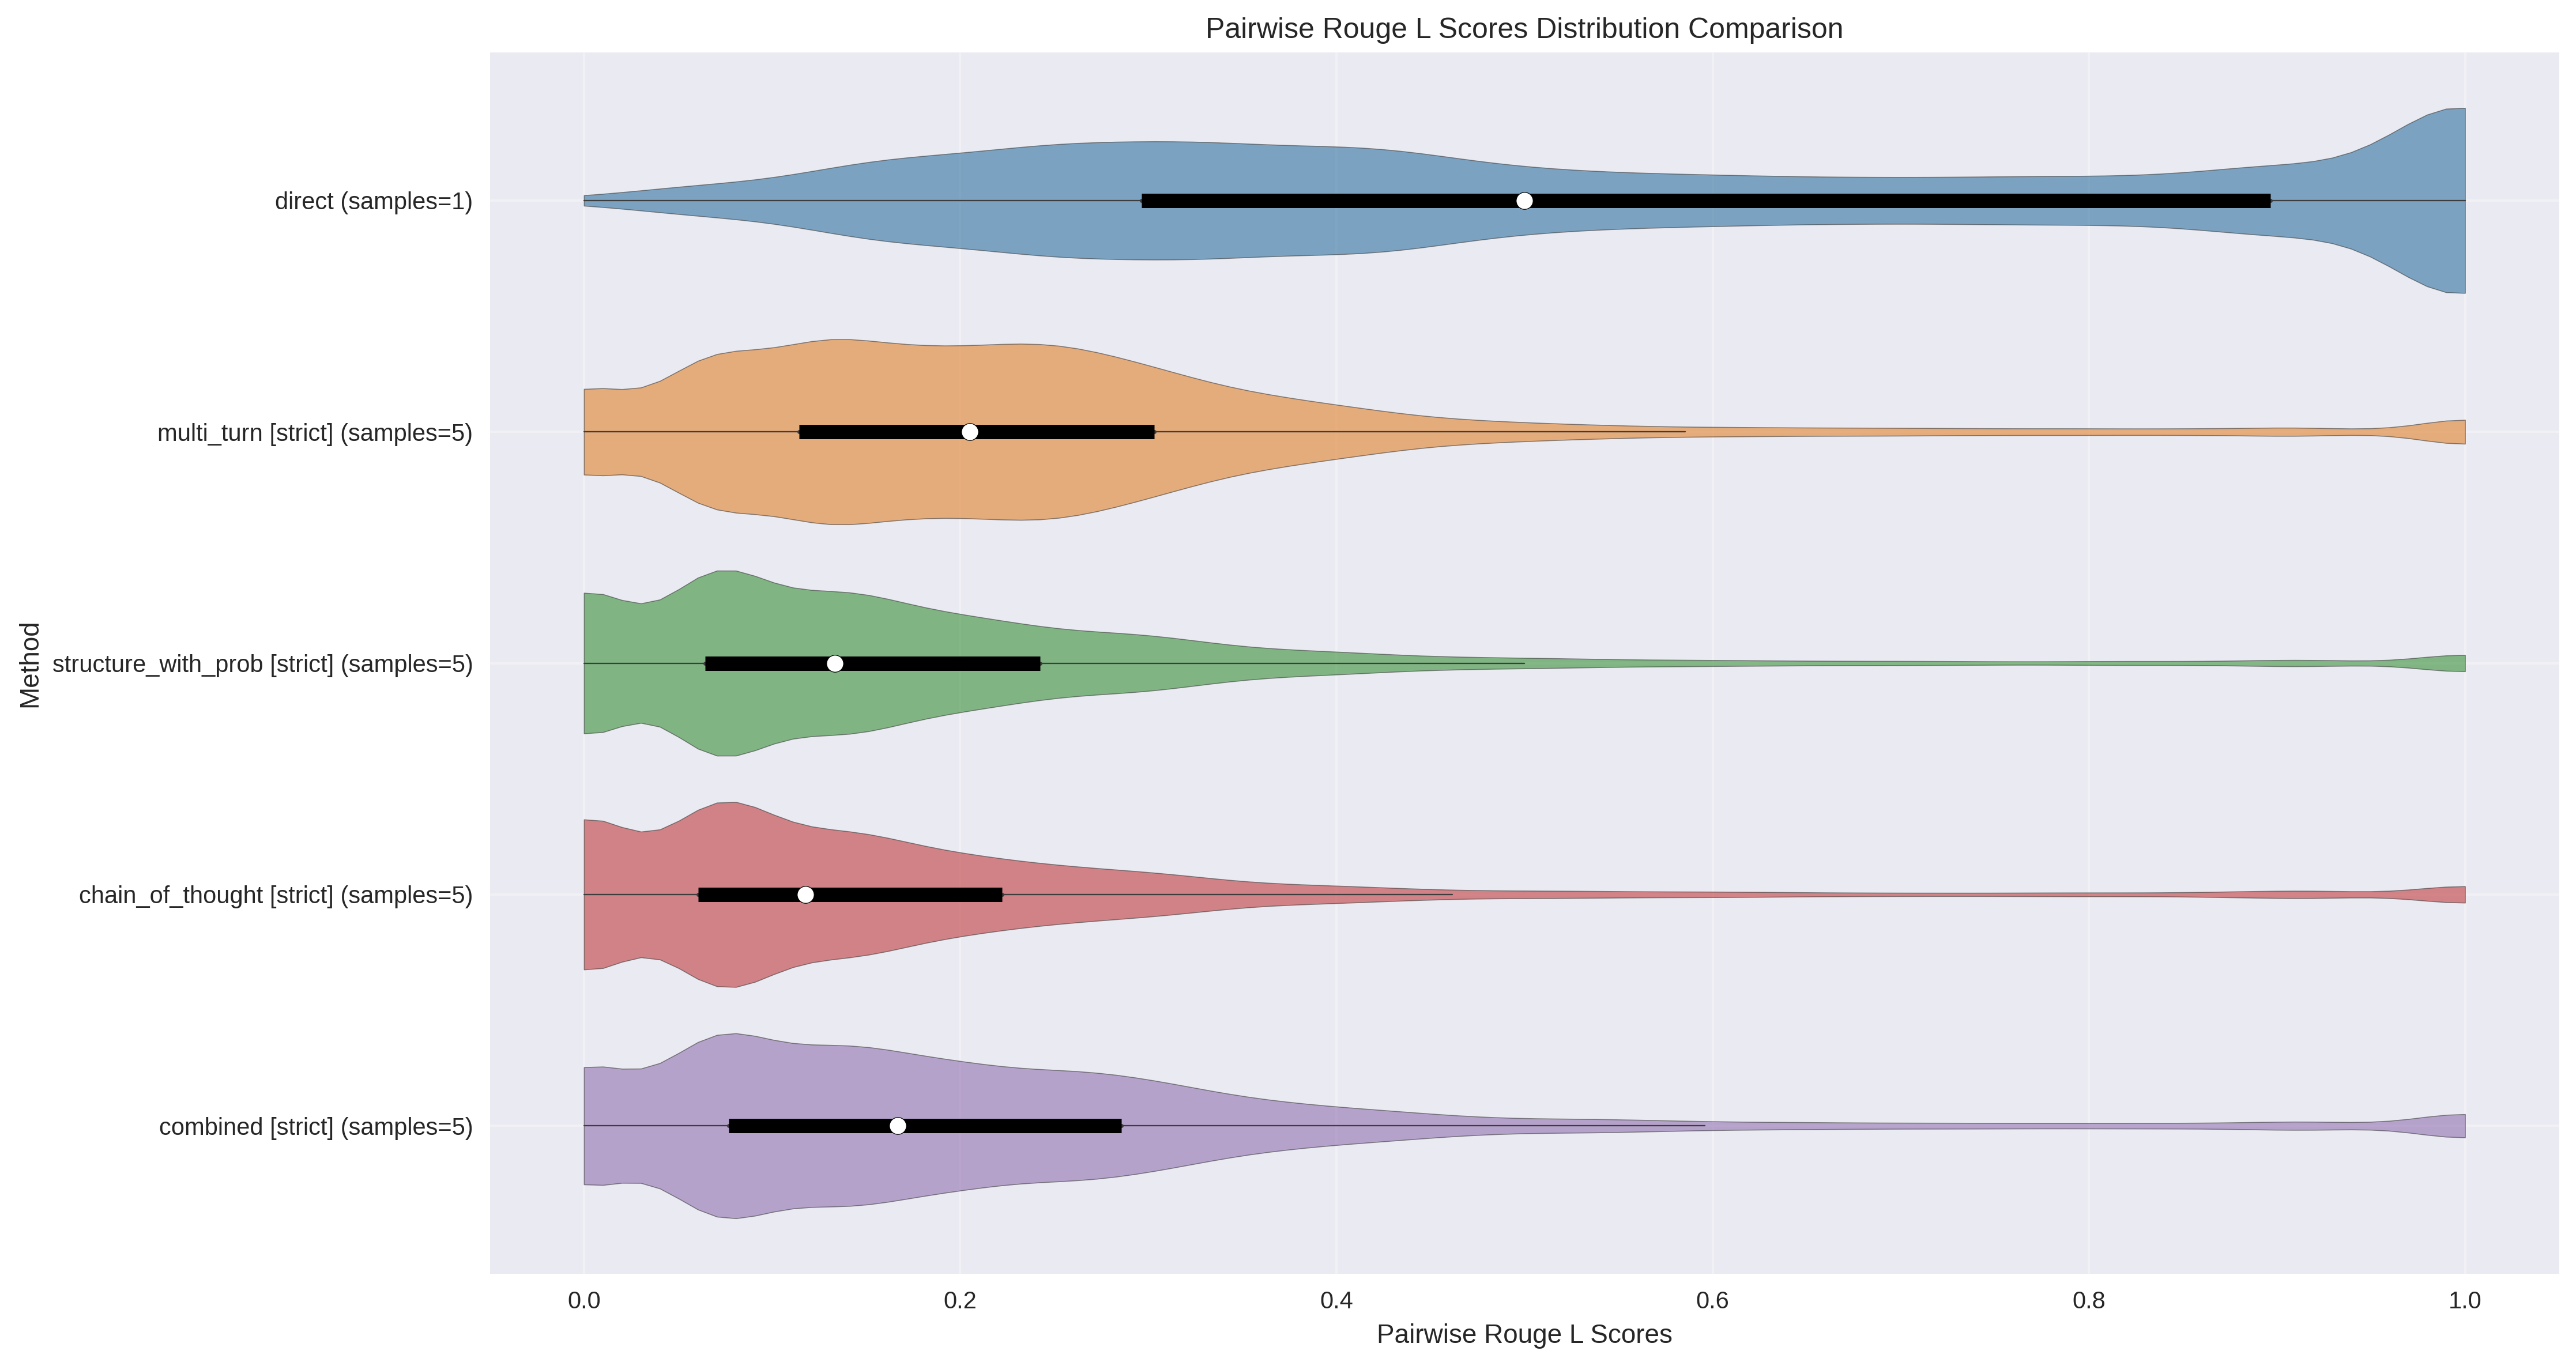 Pairwise Rouge L Scores Distribution Comparison
direct (samples=1)
multi_turn [strict] (samples=5)
structure_with_prob [strict] (samples=5)
chain_of_thought [strict] (samples=5)
combined [strict] (samples=5)
Method
0.0 0.2 0.4 0.6 0.8 1.0
Pairwise Rouge L Scores